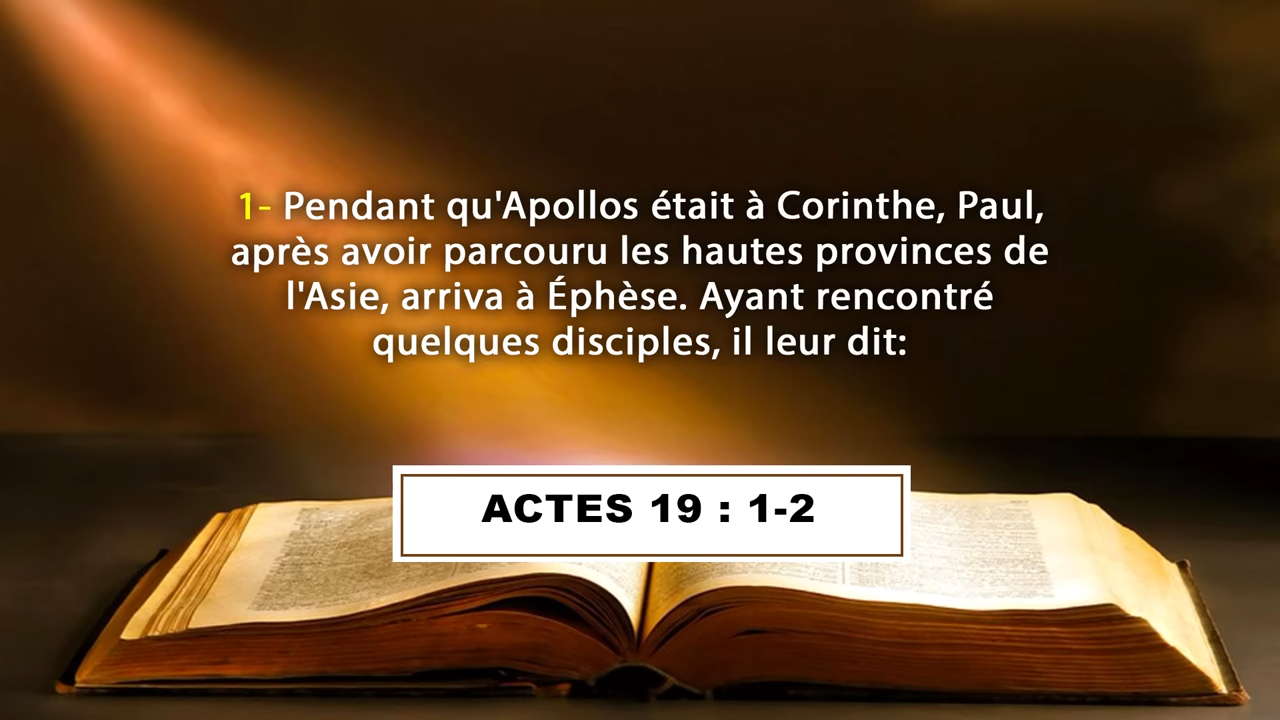 1- Pendant qu'Apollos était à Corinthe, Paul,
après avoir parcouru les hautes provinces de
l'Asie, arriva à Éphèse. Ayant rencontré
quelques disciples, il leur dit:
ACTES 19 : 1-2